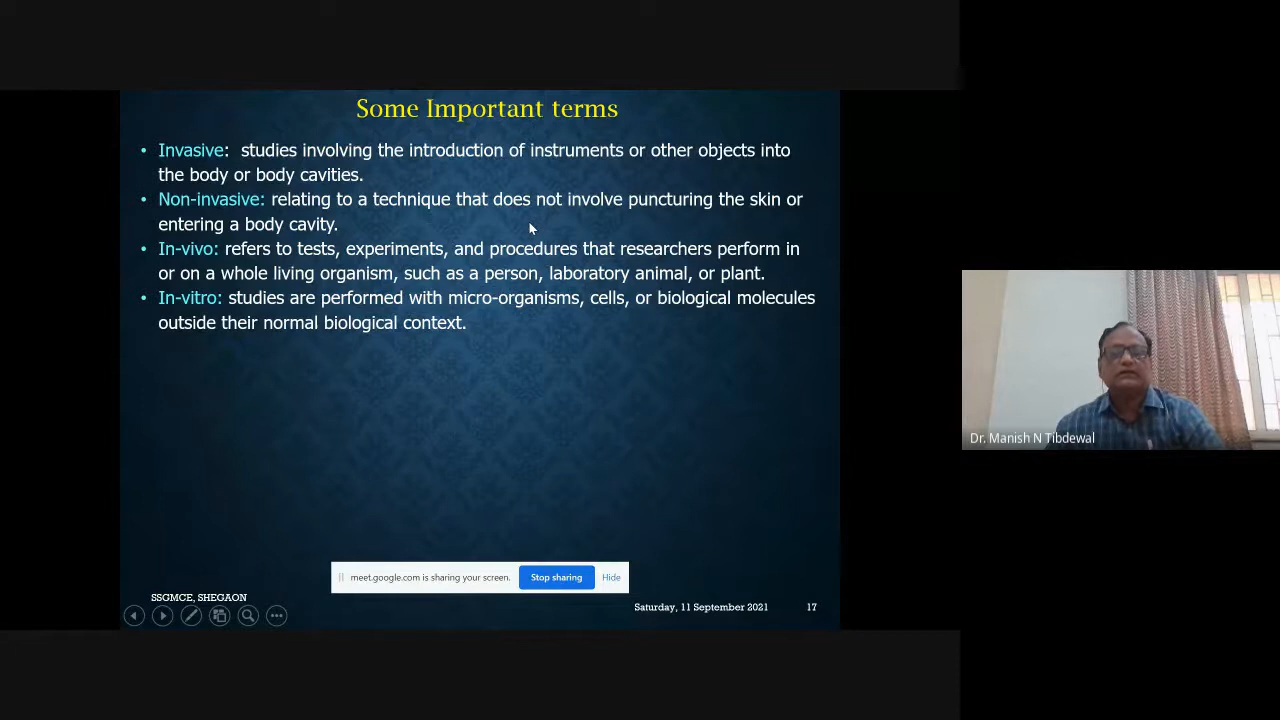 Some Important terms
• Invasive: studies involving the introduction of instruments or other objects into
the body or body cavities.
• Non-invasive: relating to a technique that does not involve puncturing the skin or
entering a body cavity.
• In-vivo: refers to tests, experiments, and procedures that researchers perform in
or on a whole living organism, such as a person, laboratory animal, or plant.
• In-vitro: studies are performed with micro-organisms, cells, or biological molecules
outside their normal biological context.
Dr. Manish N Tibdewal
meet.google.com is sharing your screen. Stop sharing Hide
SSGMCE, SHEGAON
Saturday, 11 September 2021 17